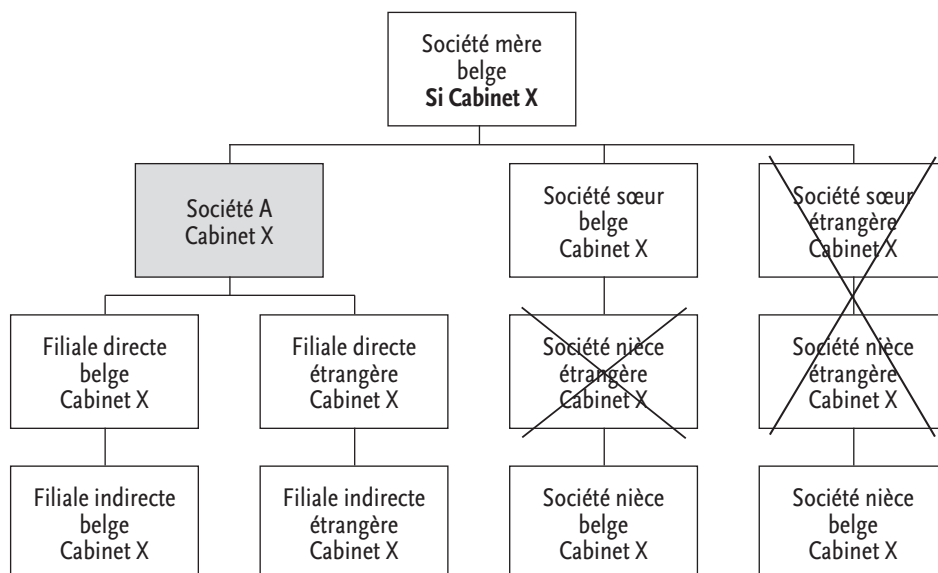 Société mère
belge
Si Cabinet X
Société A
Cabinet X
Société sœur
belge
Cabinet X
Société sœur
étrangère
Cabinet X
Filiale directe
belge
Cabinet X
Filiale directe
étrangère
Cabinet X
Société nièce
étrangère
Cabinet X
Société nièce
étrangère
Cabinet X
Filiale indirecte
belge
Cabinet X
Filiale indirecte
étrangère
Cabinet X
Société nièce
belge
Cabinet X
Société nièce
belge
Cabinet X